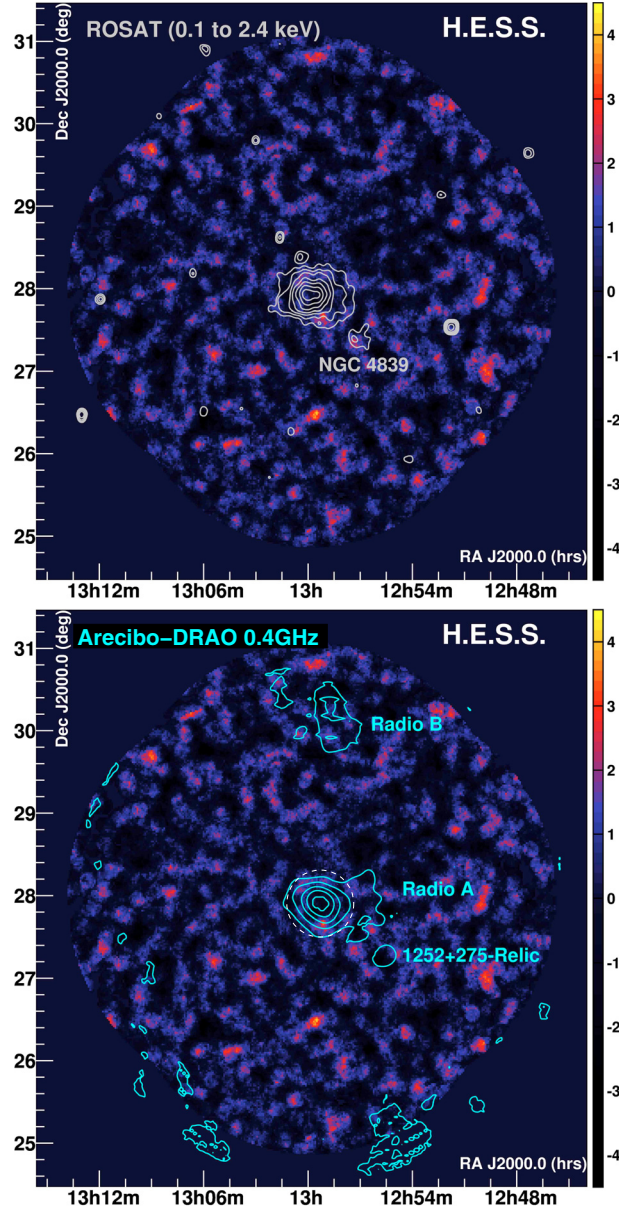 ROSAT (0.1 to 2.4 keV)
H.E.S.S.
Dec J2000.0 (deg)
31
30
29
28
27
26
25
NGC 4839
RA J2000.0 (hrs)
13h12m
13h06m
13h
12h54m
12h48m
4
3
2
1
0
-1
-2
-3
-4
Arecibo−DRAO 0.4GHz
H.E.S.S.
Dec J2000.0 (deg)
31
30
29
28
27
26
25
Radio B
Radio A
1252+275-Relic
RA J2000.0 (hrs)
13h12m
13h06m
13h
12h54m
12h48m
4
3
2
1
0
-1
-2
-3
-4